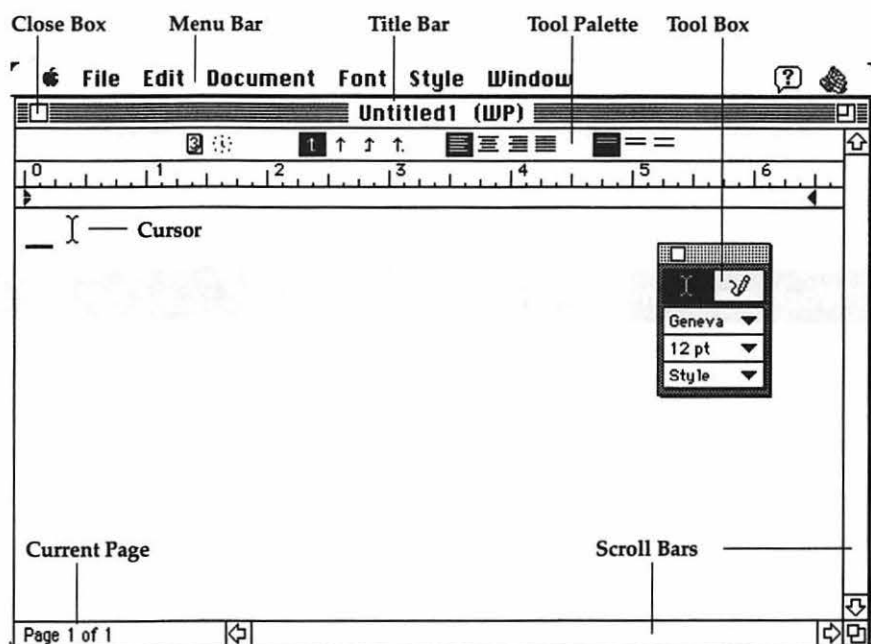 Close Box Menu Bar Title Bar Tool Palette Tool Box
File Edit Document Font Style Window ?
Untitled1 (WP)
0 1 2 3 4 5 6
Cursor
Geneva
12 pt
Style
Current Page Scroll Bars
Page 1 of 1